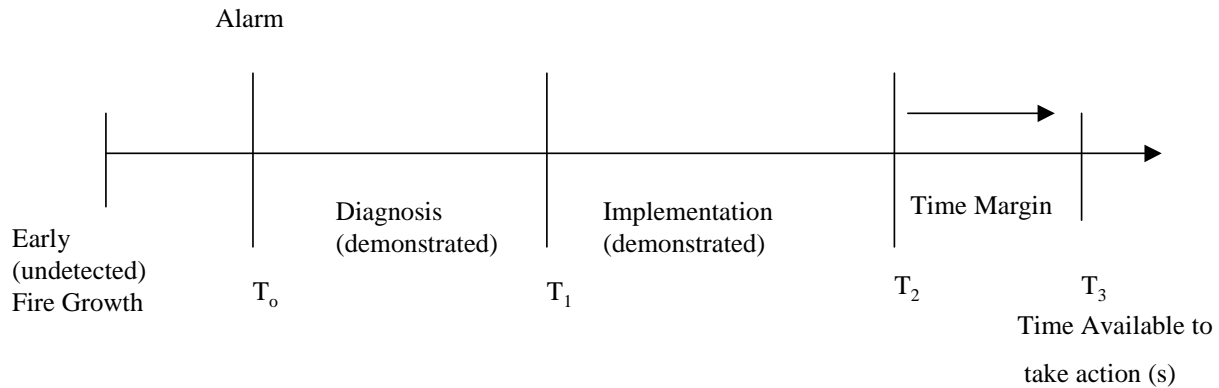 Alarm
Diagnosis
(demonstrated)
Implementation
(demonstrated)
Time Margin
Early
(undetected)
Fire Growth
Tₒ
T₁
T₂
T₃
Time Available to
take action (s)